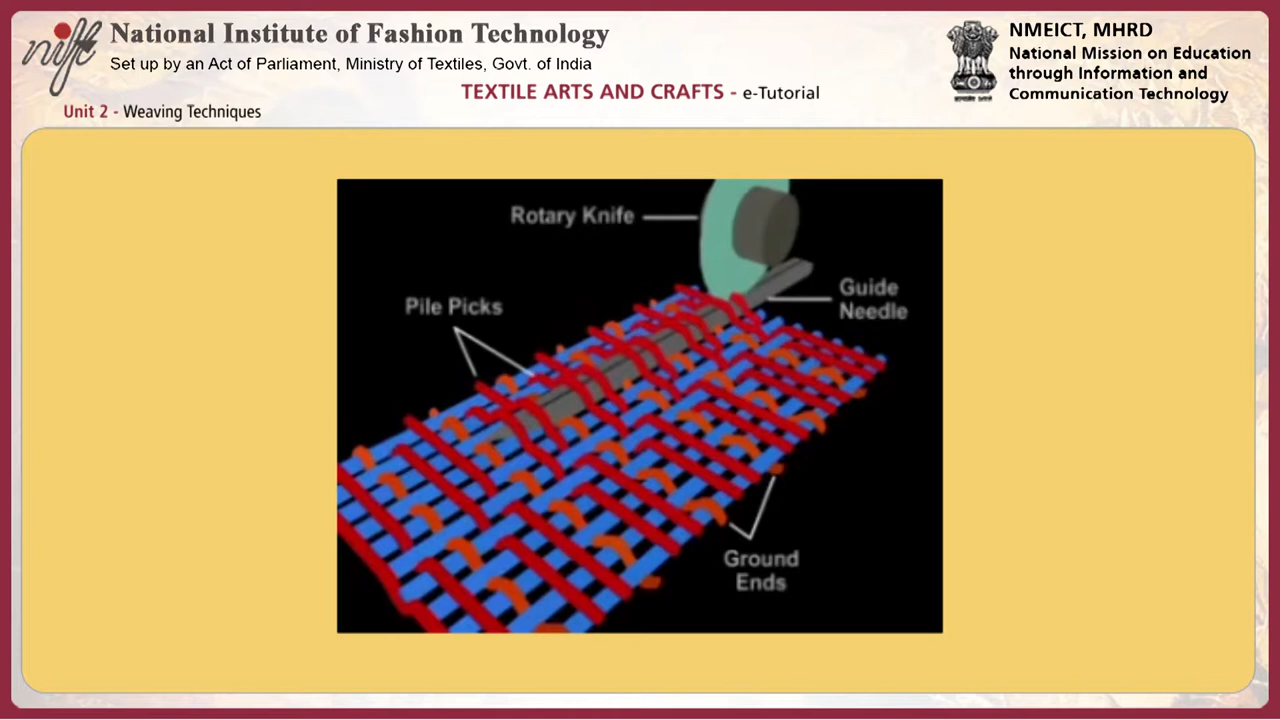 nift
National Institute of Fashion Technology
Set up by an Act of Parliament, Ministry of Textiles, Govt. of India
NMEICT, MHRD
National Mission on Education
through Information and
Communication Technology
TEXTILE ARTS AND CRAFTS - e-Tutorial
Unit 2 - Weaving Techniques
Rotary Knife
Guide
Needle
Pile Picks
Ground
Ends